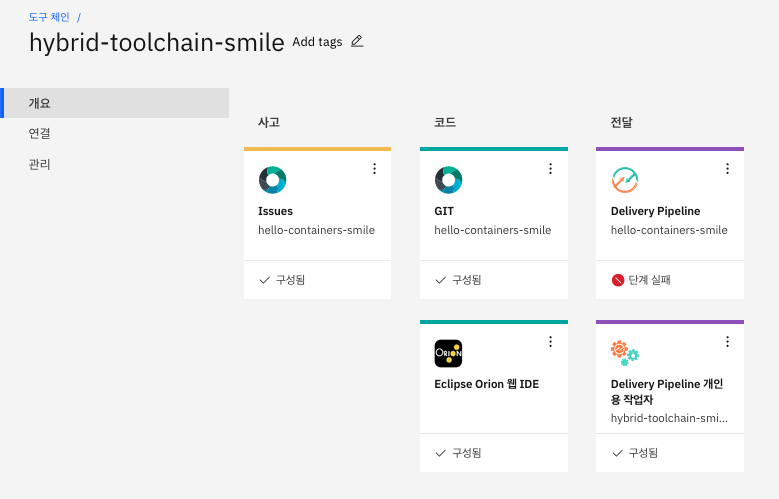 도구 체인 /
hybrid-toolchain-smile Add tags
개요
연결
관리
사고
코드
전달
Issues
hello-containers-smile
구성됨
GIT
hello-containers-smile
구성됨
Delivery Pipeline
hello-containers-smile
단계 실패
ORION
Eclipse Orion 웹 IDE
구성됨
Delivery Pipeline 개인
용 작업자
hybrid-toolchain-smi...
구성됨